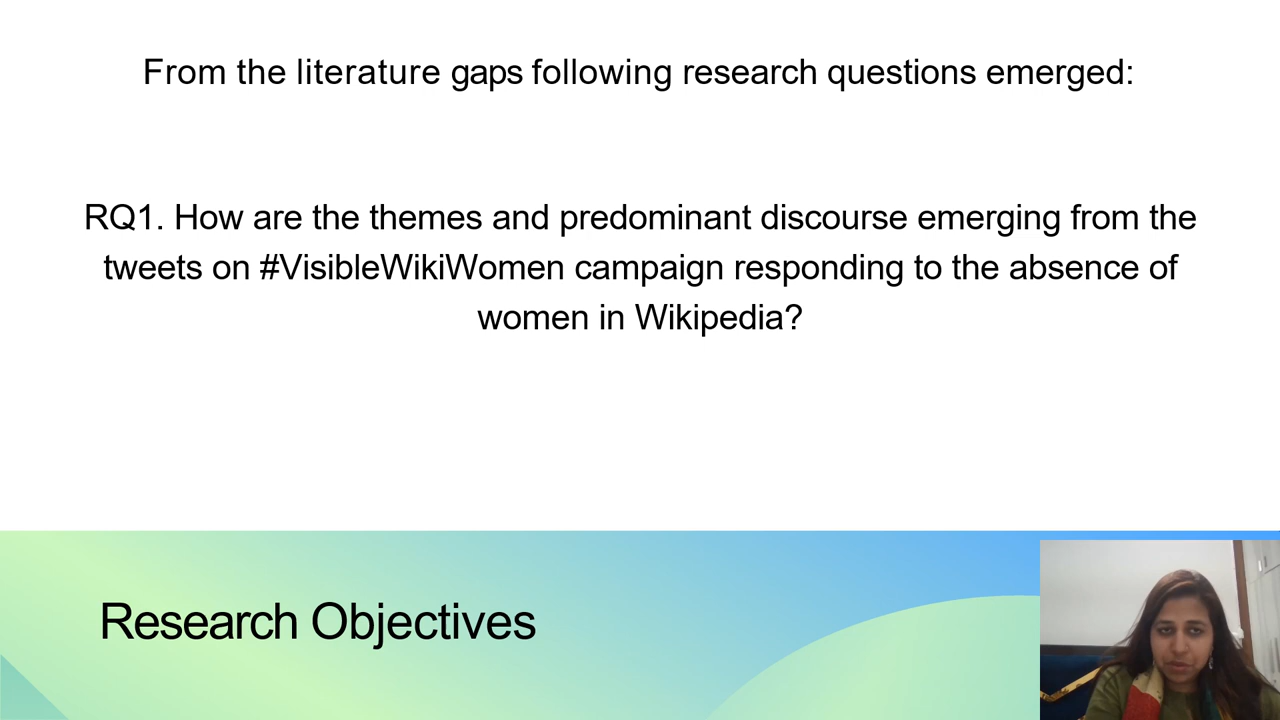 From the literature gaps following research questions emerged:
RQ1. How are the themes and predominant discourse emerging from the
tweets on #VisibleWikiWomen campaign responding to the absence of
women in Wikipedia?
Research Objectives